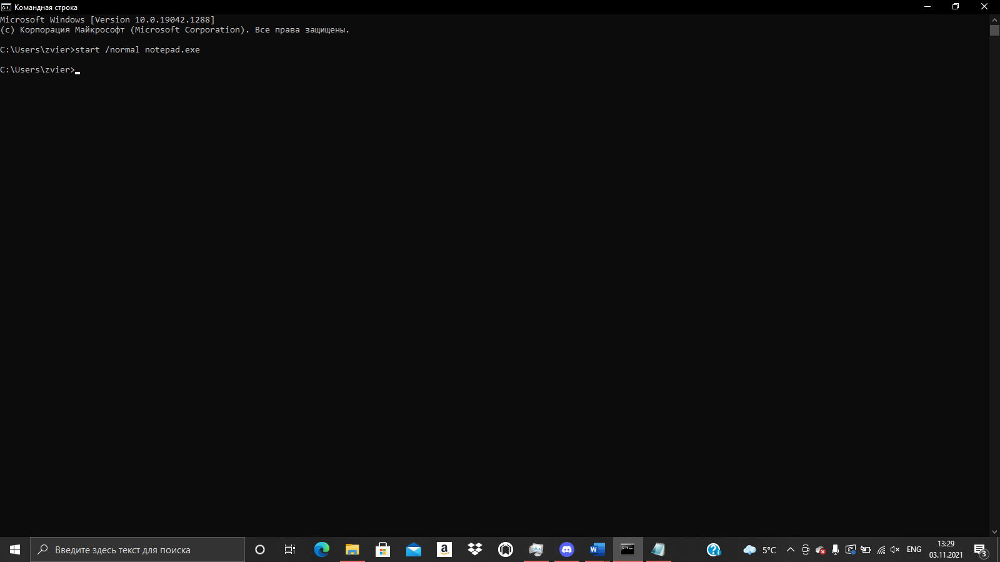 Командная строка
Microsoft Windows [Version 10.0.19042.1288]
(c) Корпорация Майкрософт (Microsoft Corporation). Все права защищены.
C:\Users\zvier>start /normal notepad.exe
C:\Users\zvier>
Введите здесь текст для поиска
5°C
ENG
13:29
03.11.2021
3